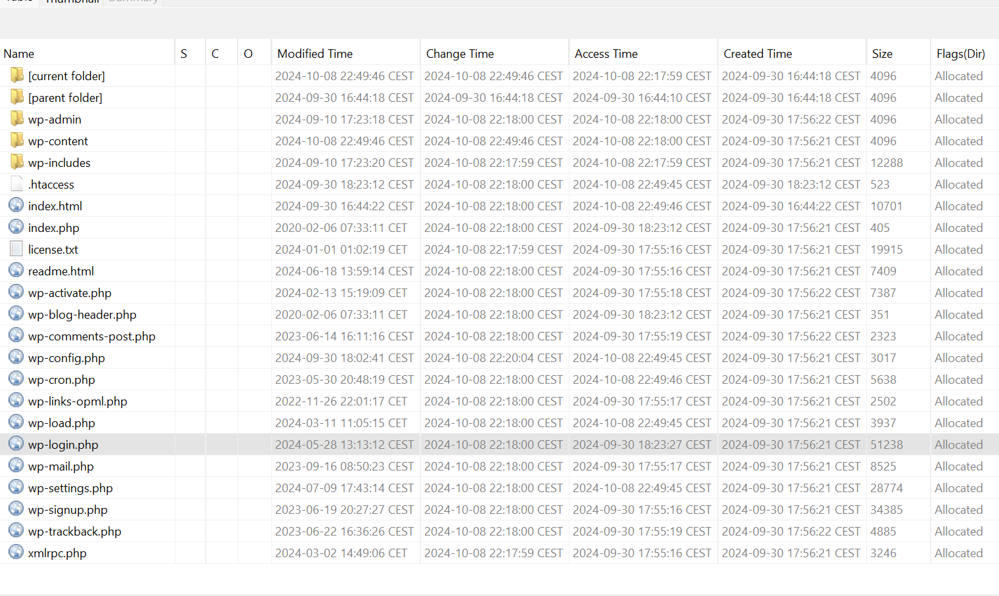 Table Thumbnail Summary
Name S C O Modified Time Change Time Access Time Created Time Size Flags(Dir)
[current folder] 2024-10-08 22:49:46 CEST 2024-10-08 22:49:46 CEST 2024-10-08 22:17:59 CEST 2024-09-30 16:44:18 CEST 4096 Allocated
[parent folder] 2024-09-30 16:44:18 CEST 2024-09-30 16:44:18 CEST 2024-09-30 16:44:10 CEST 2024-09-30 16:44:18 CEST 4096 Allocated
wp-admin 2024-09-10 17:23:18 CEST 2024-10-08 22:18:00 CEST 2024-10-08 22:18:00 CEST 2024-09-30 17:56:22 CEST 4096 Allocated
wp-content 2024-10-08 22:49:46 CEST 2024-10-08 22:49:46 CEST 2024-10-08 22:18:00 CEST 2024-09-30 17:56:21 CEST 4096 Allocated
wp-includes 2024-09-10 17:23:20 CEST 2024-10-08 22:17:59 CEST 2024-10-08 22:17:59 CEST 2024-09-30 17:56:21 CEST 12288 Allocated
.htaccess 2024-09-30 18:23:12 CEST 2024-10-08 22:18:00 CEST 2024-10-08 22:49:45 CEST 2024-09-30 18:23:12 CEST 523 Allocated
index.html 2024-09-30 16:44:22 CEST 2024-10-08 22:18:00 CEST 2024-10-08 22:49:46 CEST 2024-09-30 16:44:22 CEST 10701 Allocated
index.php 2020-02-06 07:33:11 CET 2024-10-08 22:18:00 CEST 2024-09-30 18:23:12 CEST 2024-09-30 17:56:21 CEST 405 Allocated
license.txt 2024-01-01 01:02:19 CET 2024-10-08 22:17:59 CEST 2024-09-30 17:55:16 CEST 2024-09-30 17:56:21 CEST 19915 Allocated
readme.html 2024-06-18 13:59:14 CEST 2024-10-08 22:18:00 CEST 2024-09-30 17:55:16 CEST 2024-09-30 17:56:21 CEST 7409 Allocated
wp-activate.php 2024-02-13 15:19:09 CET 2024-10-08 22:18:00 CEST 2024-09-30 17:55:18 CEST 2024-09-30 17:56:22 CEST 7387 Allocated
wp-blog-header.php 2020-02-06 07:33:11 CET 2024-10-08 22:18:00 CEST 2024-09-30 18:23:12 CEST 2024-09-30 17:56:21 CEST 351 Allocated
wp-comments-post.php 2023-06-14 16:11:16 CEST 2024-10-08 22:18:00 CEST 2024-09-30 17:55:19 CEST 2024-09-30 17:56:22 CEST 2323 Allocated
wp-config.php 2024-09-30 18:02:41 CEST 2024-10-08 22:20:04 CEST 2024-10-08 22:49:45 CEST 2024-09-30 17:56:21 CEST 3017 Allocated
wp-cron.php 2023-05-30 20:48:19 CEST 2024-10-08 22:18:00 CEST 2024-10-08 22:49:46 CEST 2024-09-30 17:56:21 CEST 5638 Allocated
wp-links-opml.php 2022-11-26 22:01:17 CET 2024-10-08 22:18:00 CEST 2024-09-30 17:55:17 CEST 2024-09-30 17:56:21 CEST 2502 Allocated
wp-load.php 2024-03-11 11:05:15 CET 2024-10-08 22:18:00 CEST 2024-10-08 22:49:45 CEST 2024-09-30 17:56:21 CEST 3937 Allocated
wp-login.php 2024-05-28 13:13:12 CEST 2024-10-08 22:18:00 CEST 2024-09-30 18:23:27 CEST 2024-09-30 17:56:21 CEST 51238 Allocated
wp-mail.php 2023-09-16 08:50:23 CEST 2024-10-08 22:18:00 CEST 2024-09-30 17:55:17 CEST 2024-09-30 17:56:21 CEST 8525 Allocated
wp-settings.php 2024-07-09 17:43:14 CEST 2024-10-08 22:18:00 CEST 2024-10-08 22:49:45 CEST 2024-09-30 17:56:21 CEST 28774 Allocated
wp-signup.php 2023-06-19 20:27:27 CEST 2024-10-08 22:18:00 CEST 2024-09-30 17:55:16 CEST 2024-09-30 17:56:21 CEST 34385 Allocated
wp-trackback.php 2023-06-22 16:36:26 CEST 2024-10-08 22:18:00 CEST 2024-09-30 17:55:19 CEST 2024-09-30 17:56:22 CEST 4885 Allocated
xmlrpc.php 2024-03-02 14:49:06 CET 2024-10-08 22:17:59 CEST 2024-09-30 17:55:16 CEST 2024-09-30 17:56:21 CEST 3246 Allocated